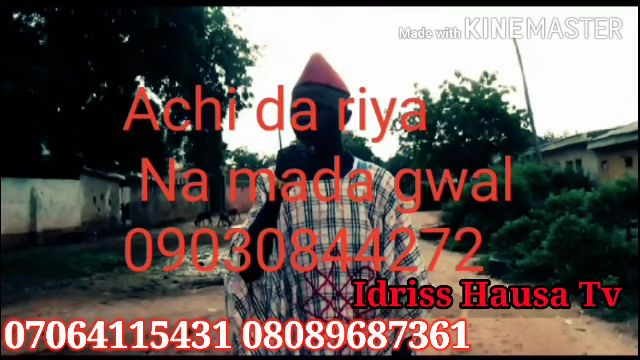 Made with KINEMASTER
Achi da riya
Na mada gwal
09030844272
Idriss Hausa Tv
07064115431 08089687361